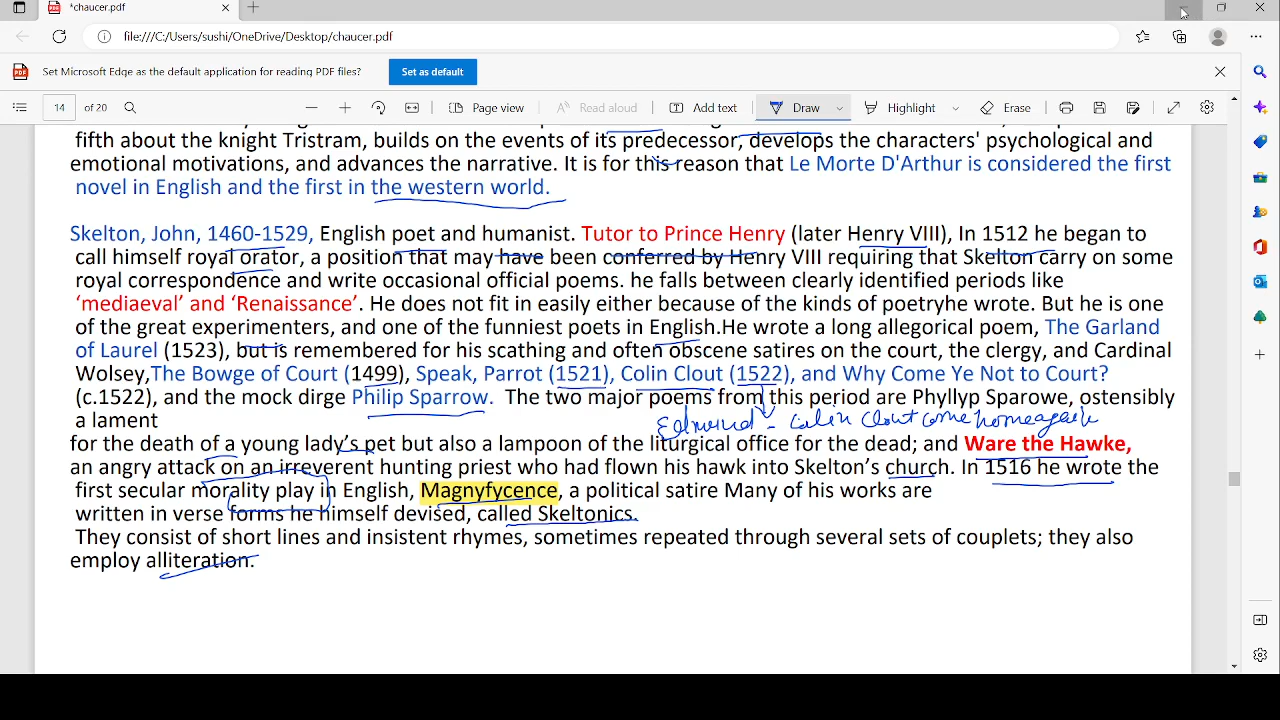 *chaucer.pdf
file:///C:/Users/sushi/OneDrive/Desktop/chaucer.pdf
Set Microsoft Edge as the default application for reading PDF files? Set as default
14 of 20 Page view Read aloud Add text Draw Highlight Erase
fifth about the knight Tristram, builds on the events of its predecessor, develops the characters' psychological and
emotional motivations, and advances the narrative. It is for this reason that Le Morte D'Arthur is considered the first
novel in English and the first in the western world.
Skelton, John, 1460-1529, English poet and humanist. Tutor to Prince Henry (later Henry VIII), In 1512 he began to
call himself royal orator, a position that may have been conferred by Henry VIII requiring that Skelton carry on some
royal correspondence and write occasional official poems. he falls between clearly identified periods like
‘mediaeval’ and ‘Renaissance’. He does not fit in easily either because of the kinds of poetryhe wrote. But he is one
of the great experimenters, and one of the funniest poets in English.He wrote a long allegorical poem, The Garland
of Laurel (1523), but is remembered for his scathing and often obscene satires on the court, the clergy, and Cardinal
Wolsey,The Bowge of Court (1499), Speak, Parrot (1521), Colin Clout (1522), and Why Come Ye Not to Court?
(c.1522), and the mock dirge Philip Sparrow. The two major poems from this period are Phyllyp Sparowe, ostensibly
a lament
Edmund - Colin Clout come home again
for the death of a young lady’s pet but also a lampoon of the liturgical office for the dead; and Ware the Hawke,
an angry attack on an irreverent hunting priest who had flown his hawk into Skelton’s church. In 1516 he wrote the
first secular morality play in English, Magnyfycence, a political satire Many of his works are
written in verse forms he himself devised, called Skeltonics.
They consist of short lines and insistent rhymes, sometimes repeated through several sets of couplets; they also
employ alliteration.